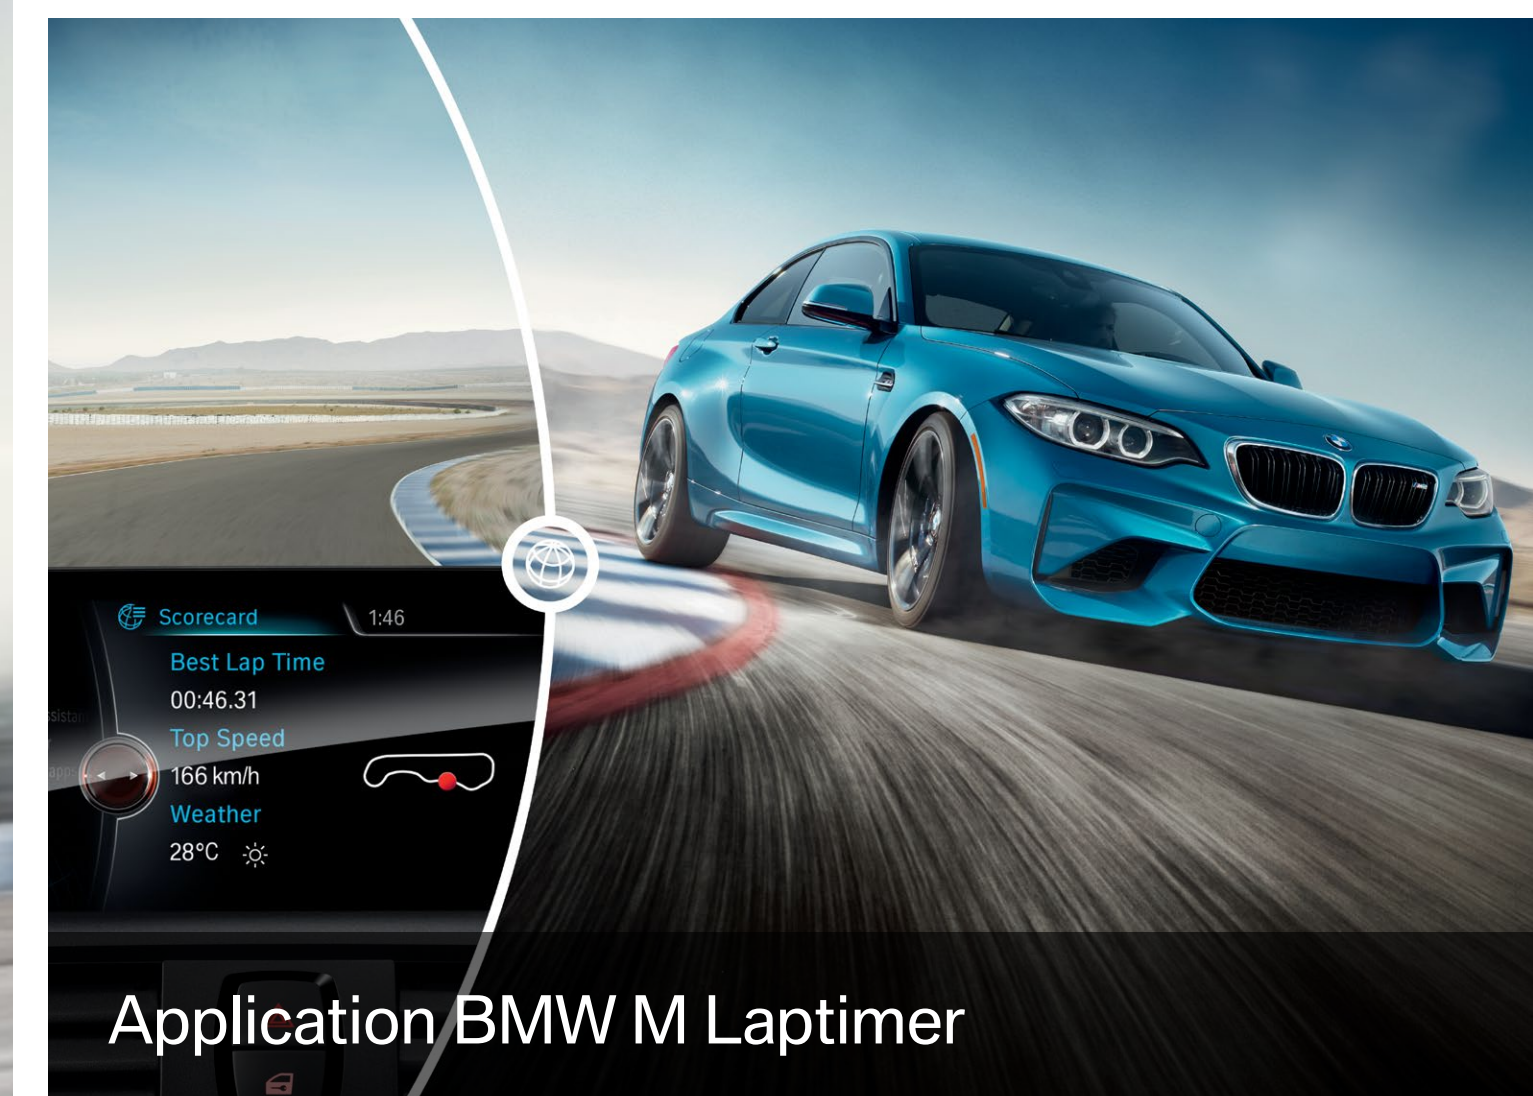 Scorecard
1:46
Best Lap Time
00:46.31
Top Speed
166 km/h
Weather
28°C
Application BMW M Laptimer